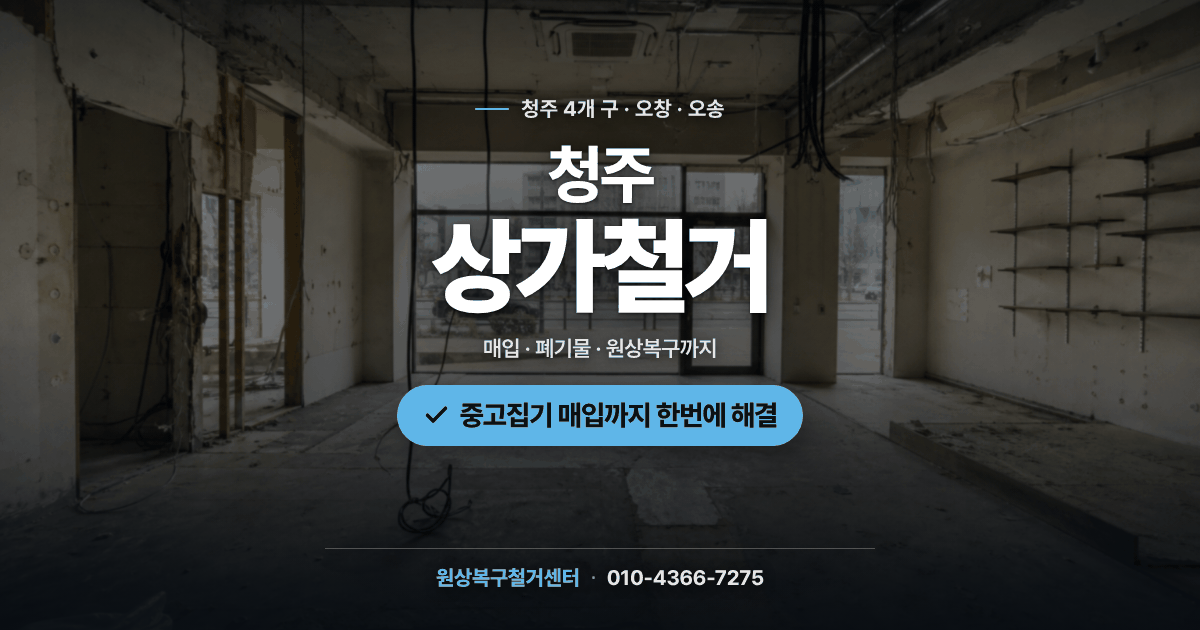 청주 4개 구 · 오창 · 오송
청주
상가철거
매입 · 폐기물 · 원상복구까지
중고집기 매입까지 한번에 해결
원상복구철거센터 · 010-4366-7275